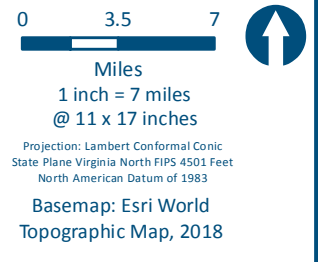 0 3.5 7
Miles
1 inch = 7 miles
@ 11 x 17 inches
Projection: Lambert Conformal Conic
State Plane Virginia North FIPS 4501 Feet
North American Datum of 1983
Basemap: Esri World
Topographic Map, 2018